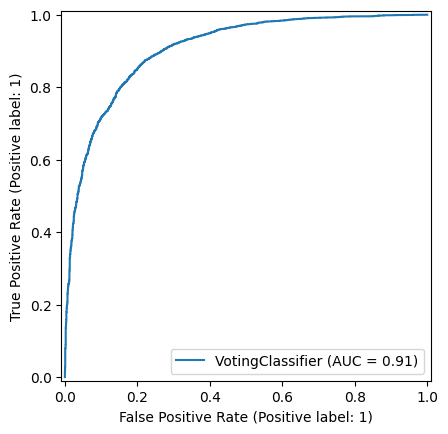 1.0
0.8
0.6
0.4
0.2
0.0
True Positive Rate (Positive label: 1)
VotingClassifier (AUC = 0.91)
0.0 0.2 0.4 0.6 0.8 1.0
False Positive Rate (Positive label: 1)